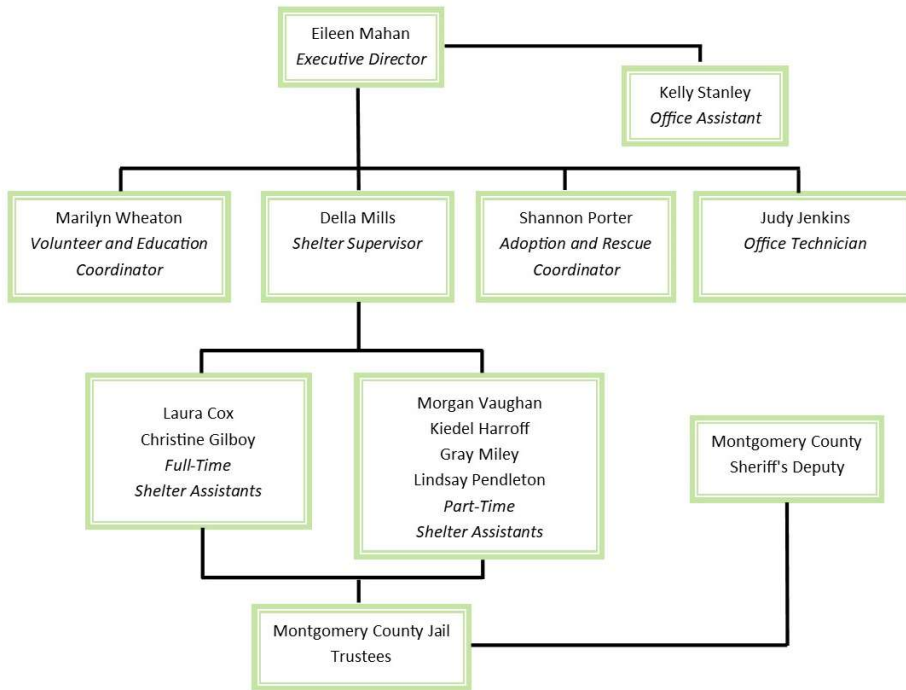 Eileen Mahan
Executive Director
Kelly Stanley
Office Assistant
Marilyn Wheaton
Volunteer and Education
Coordinator
Della Mills
Shelter Supervisor
Shannon Porter
Adoption and Rescue
Coordinator
Judy Jenkins
Office Technician
Laura Cox
Christine Gilboy
Full-Time
Shelter Assistants
Morgan Vaughan
Kiedel Harroff
Gray Miley
Lindsay Pendleton
Part-Time
Shelter Assistants
Montgomery County
Sheriff's Deputy
Montgomery County Jail
Trustees